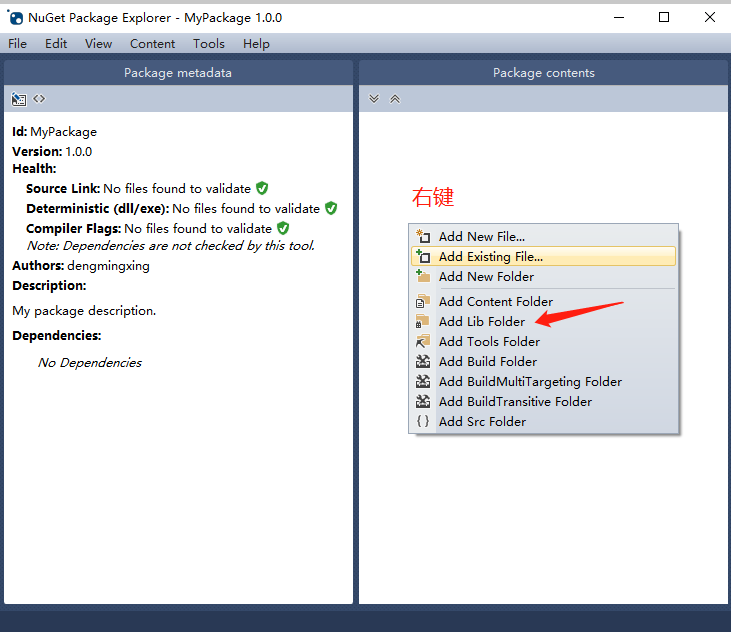 NuGet Package Explorer - MyPackage 1.0.0
File Edit View Content Tools Help
Package metadata
Id: MyPackage
Version: 1.0.0
Health:
Source Link: No files found to validate
Deterministic (dll/exe): No files found to validate
Compiler Flags: No files found to validate
Note: Dependencies are not checked by this tool.
Authors: dengmingxing
Description:
My package description.
Dependencies:
No Dependencies
Package contents
右键
Add New File...
Add Existing File...
Add New Folder
Add Content Folder
Add Lib Folder
Add Tools Folder
Add Build Folder
Add BuildMultiTargeting Folder
Add BuildTransitive Folder
Add Src Folder